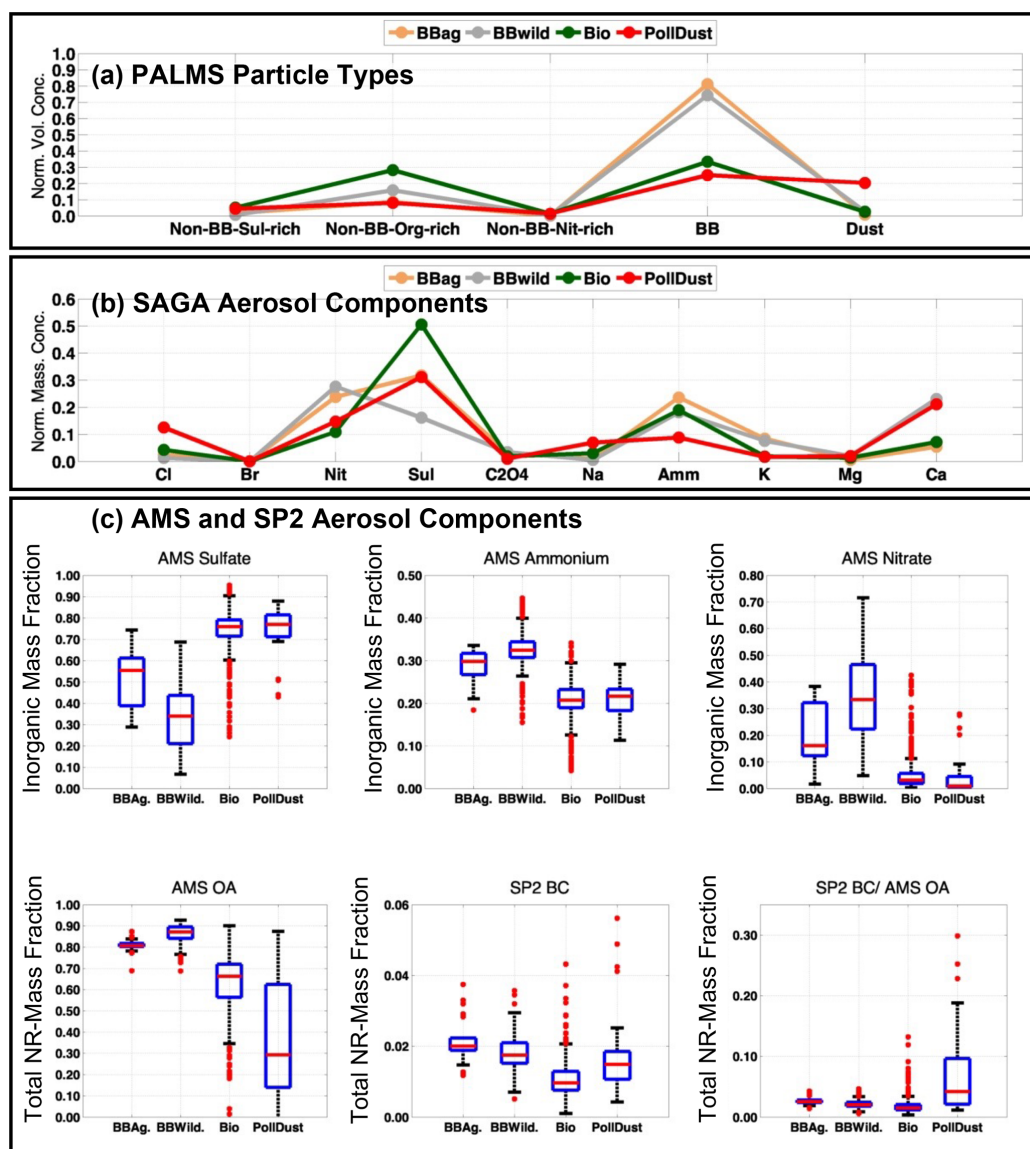 BBag BBwild Bio PollDust
(a) PALMS Particle Types
Norm. Vol. Conc.
1.0
0.9
0.8
0.7
0.6
0.5
0.4
0.3
0.2
0.1
0.0
Non-BB-Sul-rich Non-BB-Org-rich Non-BB-Nit-rich BB Dust
BBag BBwild Bio PollDust
(b) SAGA Aerosol Components
Norm. Mass. Conc.
0.6
0.5
0.4
0.3
0.2
0.1
0.0
Cl Br Nit Sul C2O4 Na Amm K Mg Ca
(c) AMS and SP2 Aerosol Components
AMS Sulfate
Inorganic Mass Fraction
1.00
0.90
0.80
0.70
0.60
0.50
0.40
0.30
0.20
0.10
0.00
BBAg. BBWild. Bio PollDust
AMS Ammonium
Inorganic Mass Fraction
0.50
0.40
0.30
0.20
0.10
0.00
BBAg. BBWild. Bio PollDust
AMS Nitrate
Inorganic Mass Fraction
0.80
0.70
0.60
0.50
0.40
0.30
0.20
0.10
0.00
BBAg. BBWild. Bio PollDust
AMS OA
Total NR-Mass Fraction
1.00
0.90
0.80
0.70
0.60
0.50
0.40
0.30
0.20
0.10
0.00
BBAg. BBWild. Bio PollDust
SP2 BC
Total NR-Mass Fraction
0.06
0.04
0.02
0.00
BBAg. BBWild. Bio PollDust
SP2 BC/ AMS OA
Total NR-Mass Fraction
0.30
0.20
0.10
0.00
BBAg. BBWild. Bio PollDust